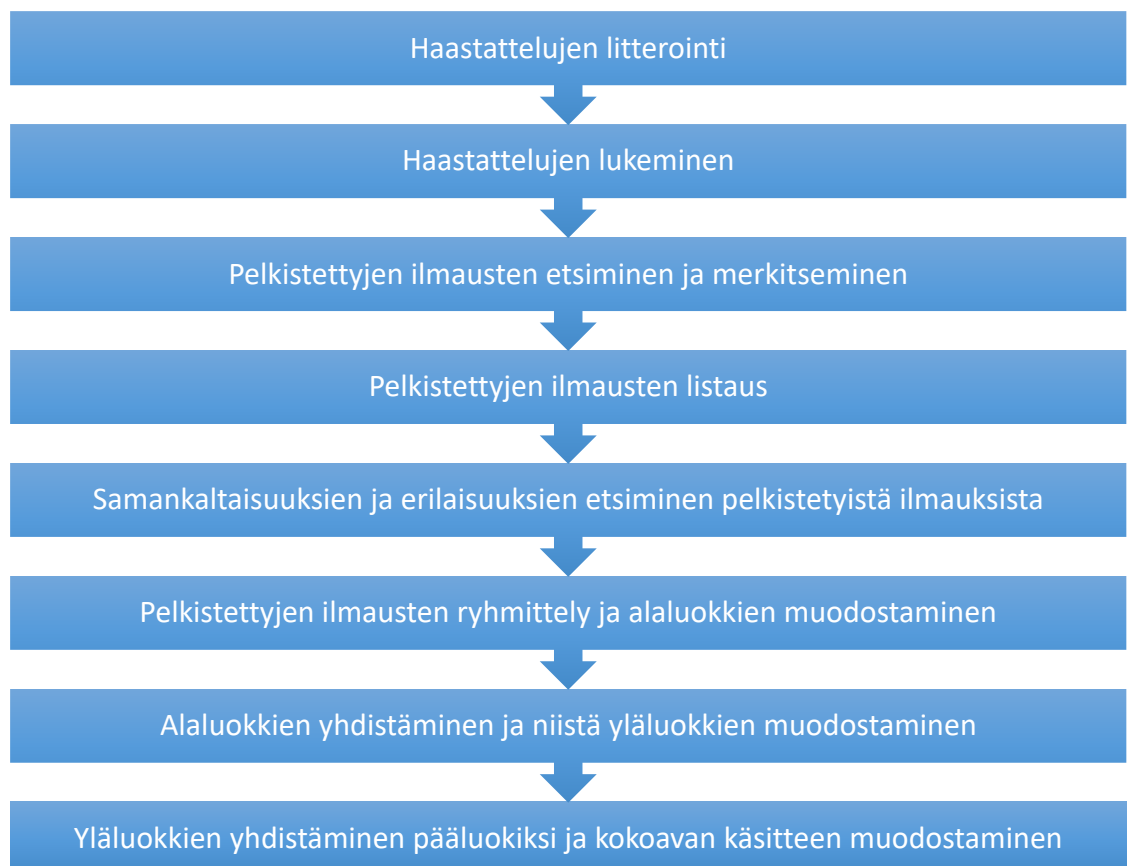 Haastattelujen litterointi
Haastattelujen lukeminen
Pelkistettyjen ilmausten etsiminen ja merkitseminen
Pelkistettyjen ilmausten listaus
Samankaltaisuuksien ja erilaisuuksien etsiminen pelkistetyistä ilmauksista
Pelkistettyjen ilmausten ryhmittely ja alaluokkien muodostaminen
Alaluokkien yhdistäminen ja niistä yläluokkien muodostaminen
Yläluokkien yhdistäminen pääluokiksi ja kokoavan käsitteen muodostaminen